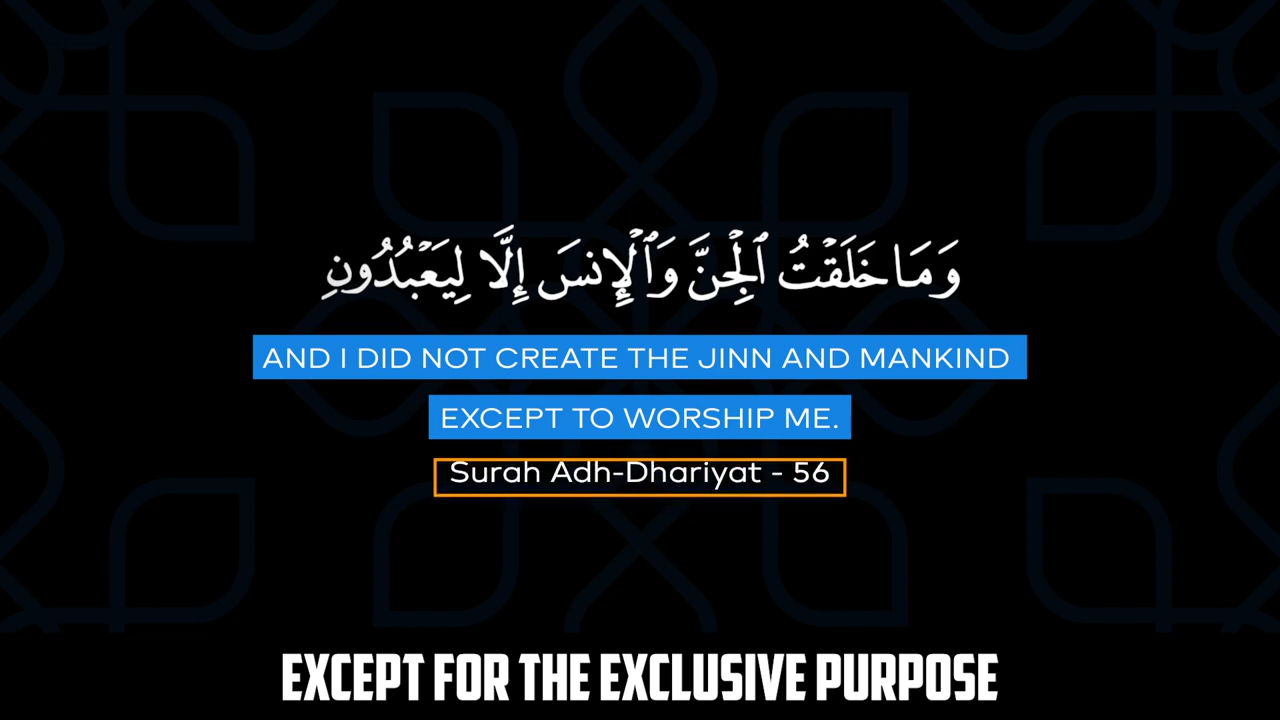 وَمَا خَلَقْتُ ٱلْجِنَّ وَٱلْإِنسَ إِلَّا لِيَعْبُدُونِ
AND I DID NOT CREATE THE JINN AND MANKIND
EXCEPT TO WORSHIP ME.
Surah Adh-Dhariyat - 56
EXCEPT FOR THE EXCLUSIVE PURPOSE